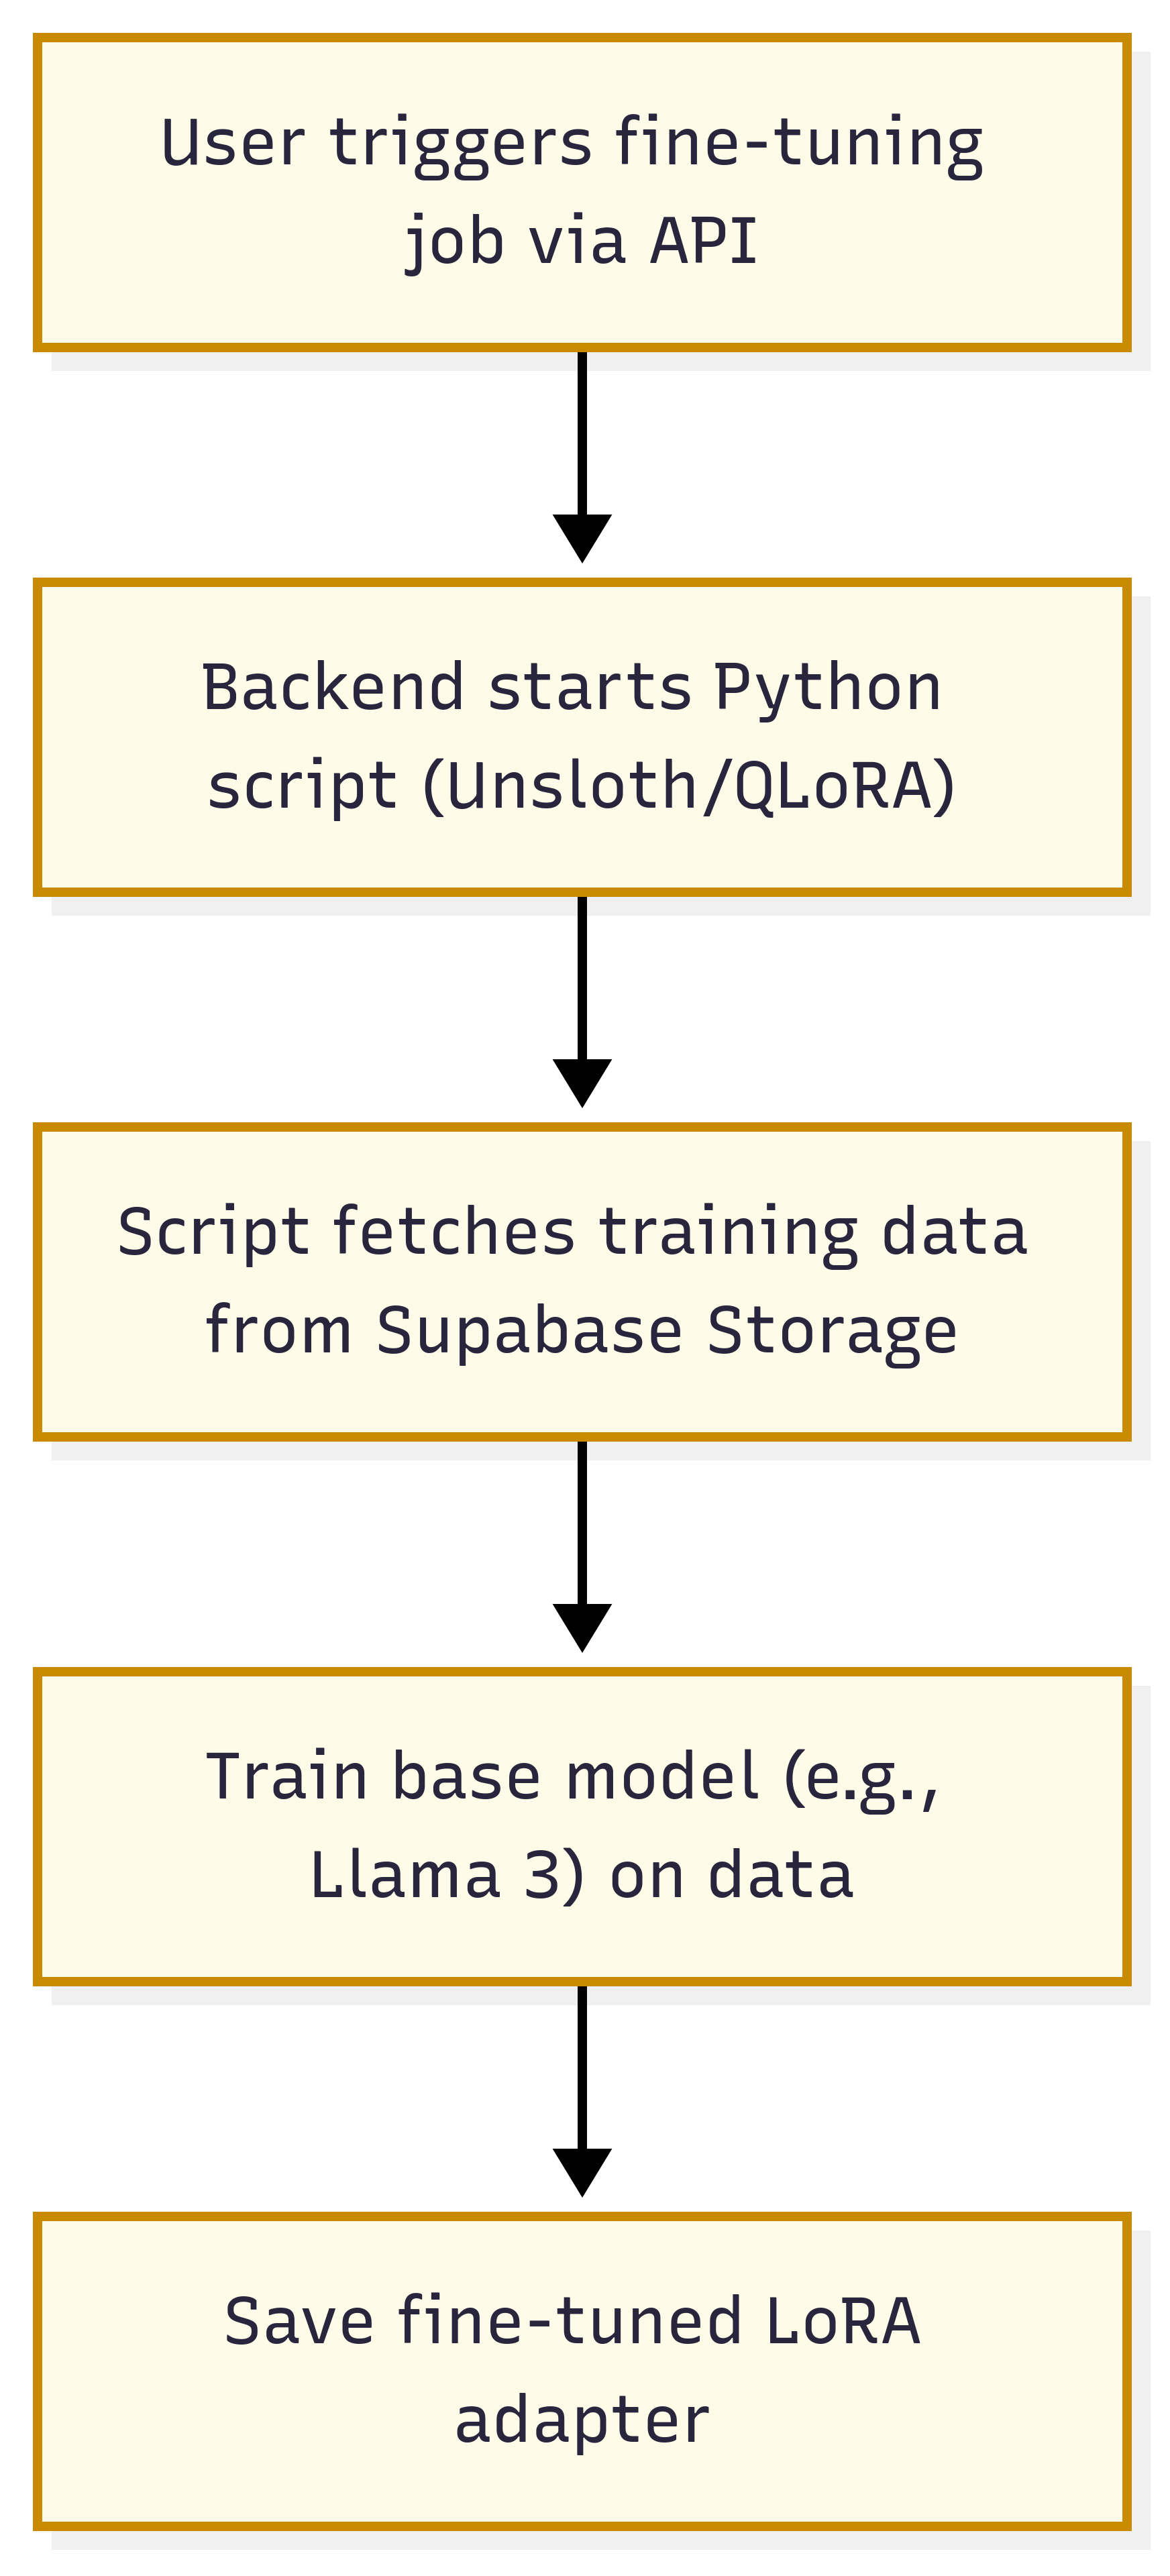 User triggers fine-tuning
job via API
Backend starts Python
script (Unsloth/QLoRA)
Script fetches training data
from Supabase Storage
Train base model (e.g.,
Llama 3) on data
Save fine-tuned LoRA
adapter